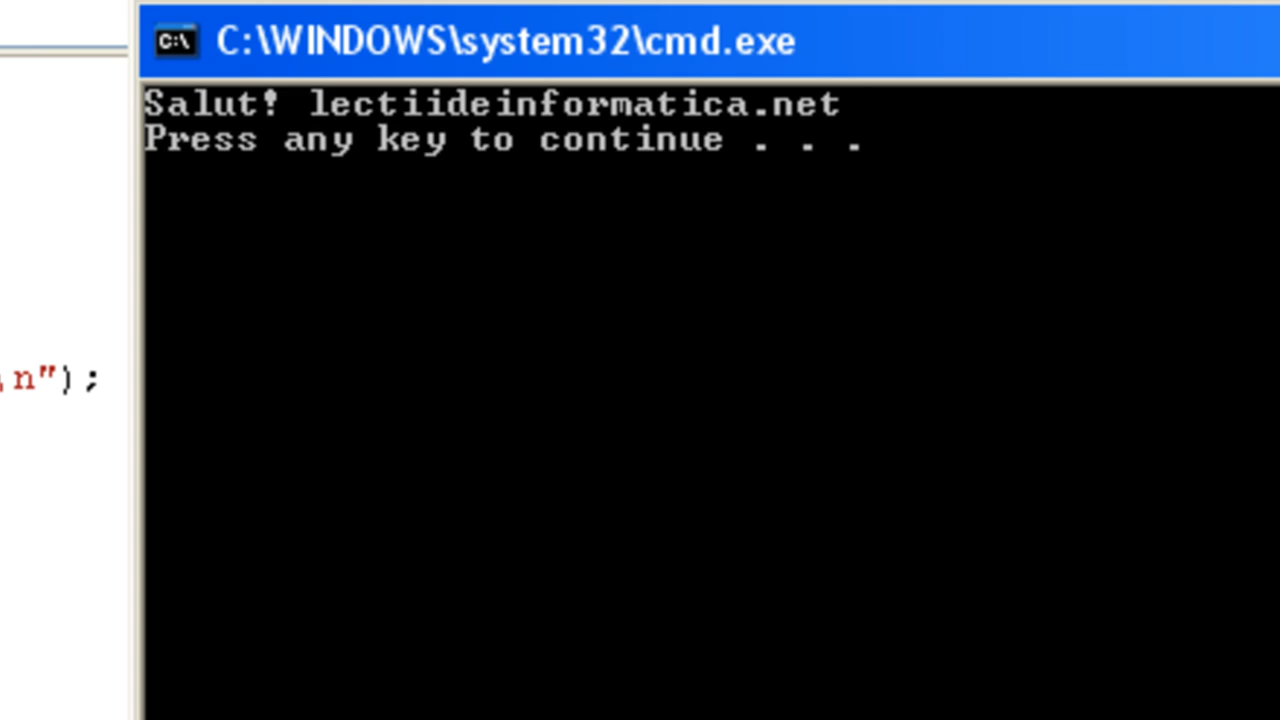 C:\WINDOWS\system32\cmd.exe
Salut! lectiideinformatica.net
Press any key to continue . . .
\n");